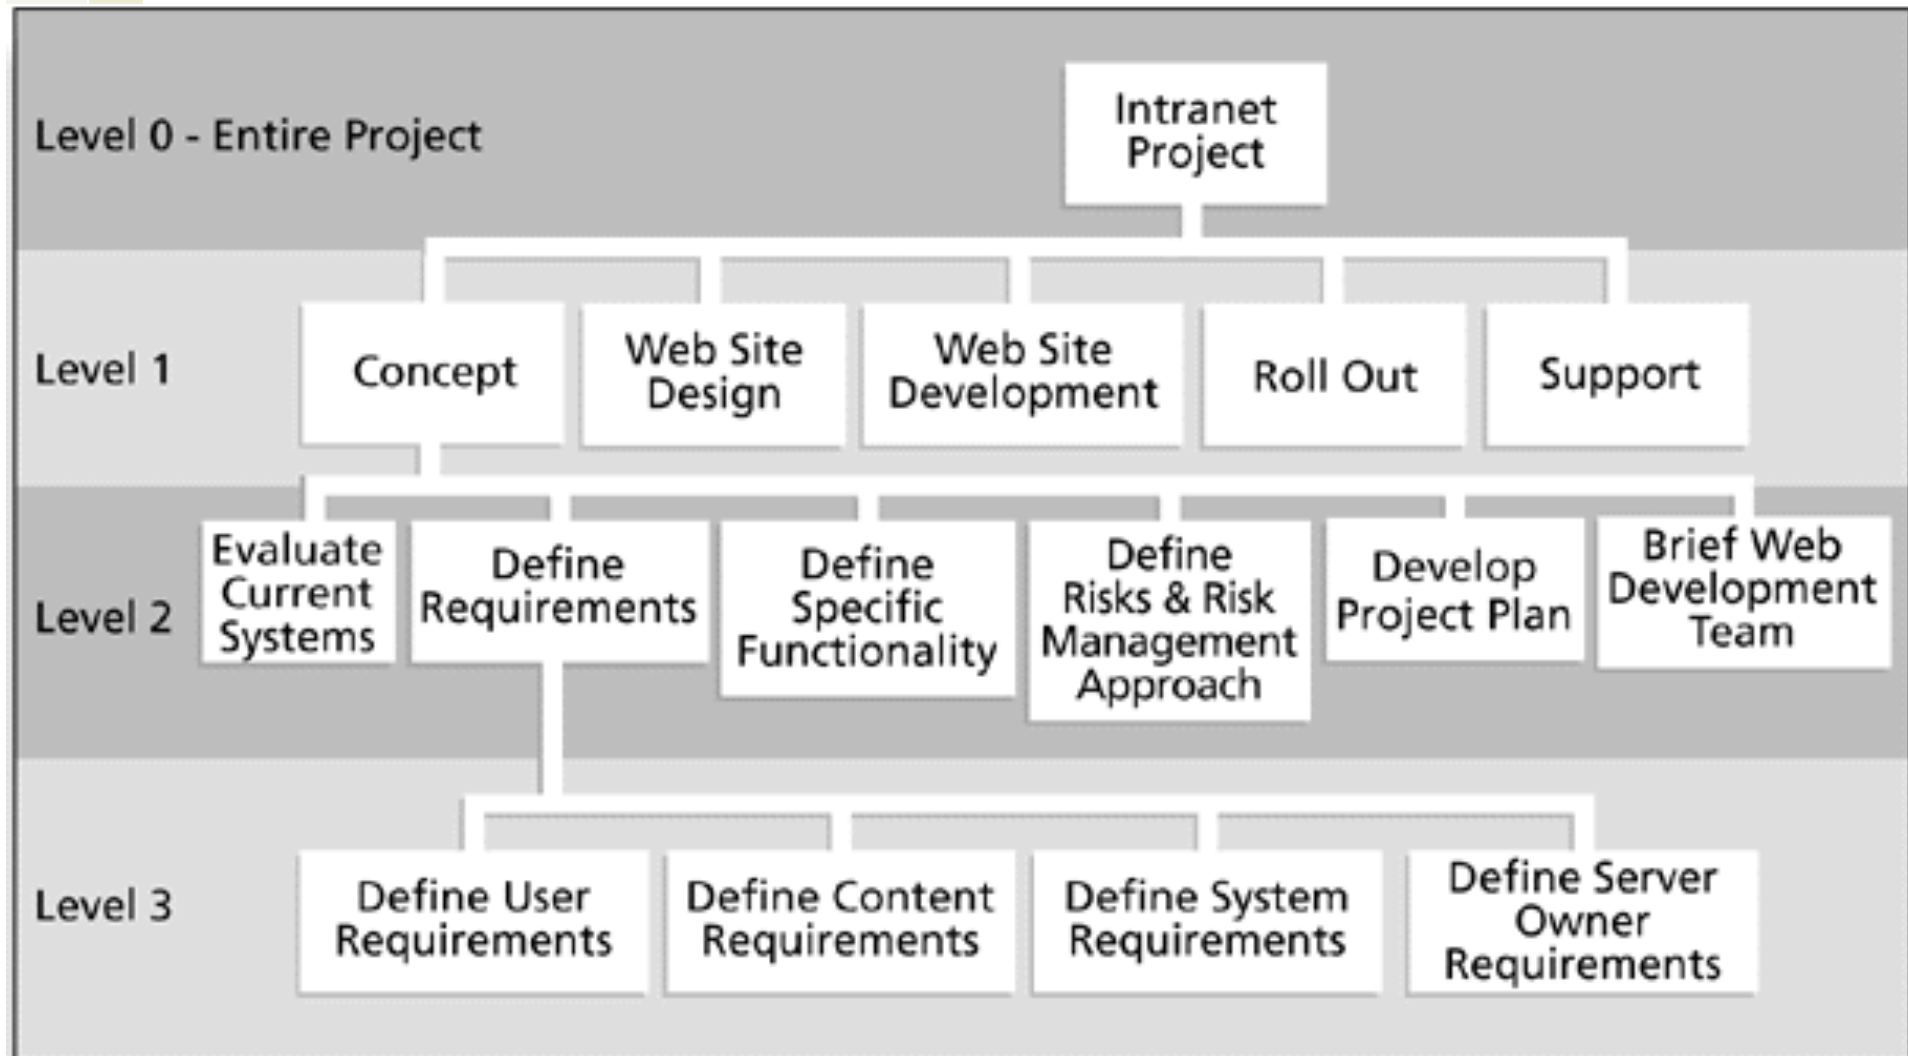 Level 0 - Entire Project
Intranet
Project
Level 1
Concept
Web Site
Design
Web Site
Development
Roll Out
Support
Level 2
Evaluate
Current
Systems
Define
Requirements
Define
Specific
Functionality
Define
Risks & Risk
Management
Approach
Develop
Project Plan
Brief Web
Development
Team
Level 3
Define User
Requirements
Define Content
Requirements
Define System
Requirements
Define Server
Owner
Requirements